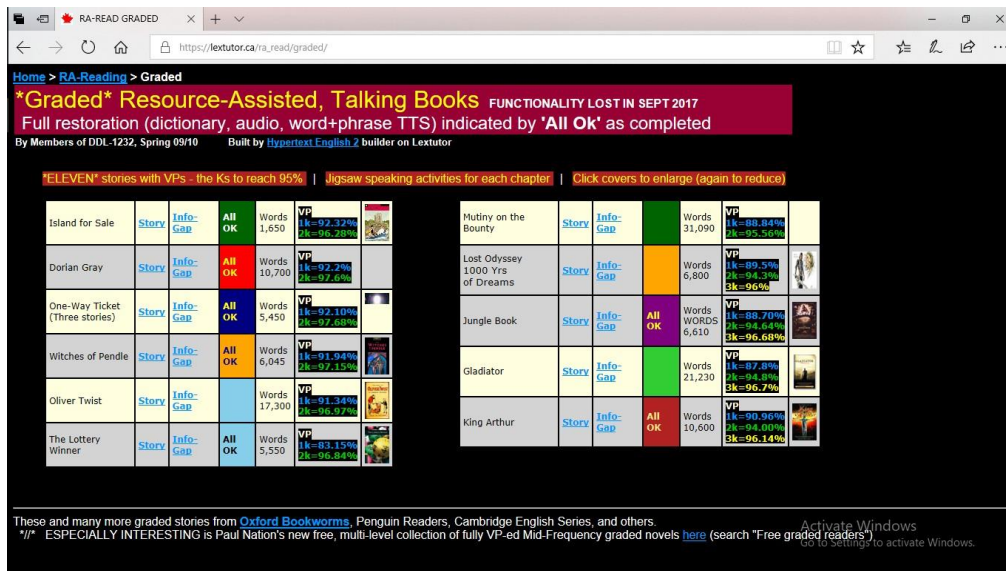 RA-READ GRADED
https://lextutor.ca/ra_read/graded/
Home > RA-Reading > Graded
*Graded* Resource-Assisted, Talking Books FUNCTIONALITY LOST IN SEPT 2017
Full restoration (dictionary, audio, word+phrase TTS) indicated by 'All Ok' as completed
By Members of DDL-1232, Spring 09/10 Built by Hypertext English 2 builder on Lextutor
*ELEVEN* stories with VPs - the Ks to reach 95% | Jigsaw speaking activities for each chapter | Click covers to enlarge (again to reduce)
Island for Sale
Story
Info-
Gap
All
OK
Words
1,650
VP
1k=92.32%
2k=96.28%
Dorian Gray
Story
Info-
Gap
All
OK
Words
10,700
VP
1k=92.2%
2k=97.6%
One-Way Ticket
(Three stories)
Story
Info-
Gap
All
OK
Words
5,450
VP
1k=92.10%
2k=97.68%
Witches of Pendle
Story
Info-
Gap
All
OK
Words
6,045
VP
1k=91.94%
2k=97.15%
Oliver Twist
Story
Info-
Gap
Words
17,300
VP
1k=91.34%
2k=96.97%
The Lottery
Winner
Story
Info-
Gap
All
OK
Words
5,550
VP
1k=83.15%
2k=96.84%
Mutiny on the
Bounty
Story
Info-
Gap
Words
31,090
VP
1k=88.84%
2k=95.56%
Lost Odyssey
1000 Yrs
of Dreams
Story
Info-
Gap
Words
6,800
VP
1k=89.5%
2k=94.3%
3k=96%
Jungle Book
Story
Info-
Gap
All
OK
Words
WORDS
6,610
VP
1k=88.70%
2k=94.64%
3k=96.68%
Gladiator
Story
Info-
Gap
Words
21,230
VP
1k=87.8%
2k=94.8%
3k=96.7%
King Arthur
Story
Info-
Gap
All
OK
Words
10,600
VP
1k=90.96%
2k=94.00%
3k=96.14%
These and many more graded stories from Oxford Bookworms, Penguin Readers, Cambridge English Series, and others.
*//* ESPECIALLY INTERESTING is Paul Nation's new free, multi-level collection of fully VP-ed Mid-Frequency graded novels here (search "Free graded readers")
Activate Windows
Go to Settings to activate Windows.